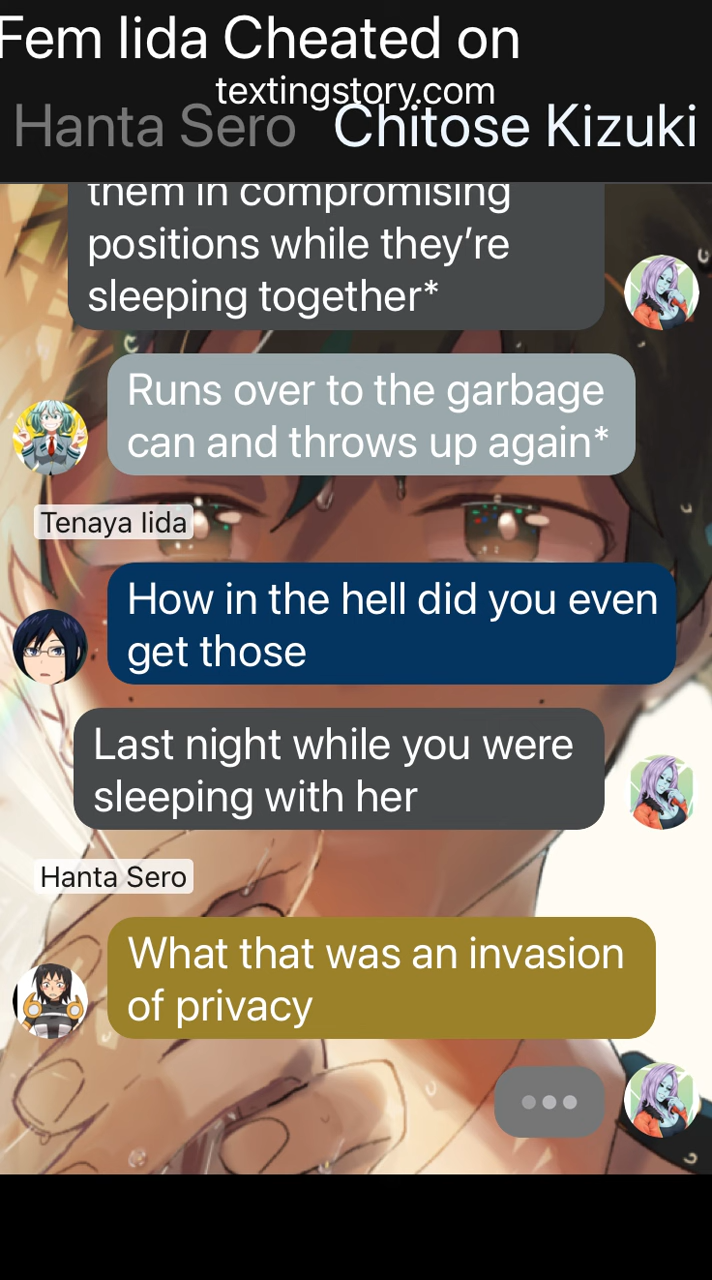 Fem Iida Cheated on
textingstory.com
Hanta Sero Chitose Kizuki
them in compromising
positions while they’re
sleeping together*
Runs over to the garbage
can and throws up again*
Tenaya Iida
How in the hell did you even
get those
Last night while you were
sleeping with her
Hanta Sero
What that was an invasion
of privacy